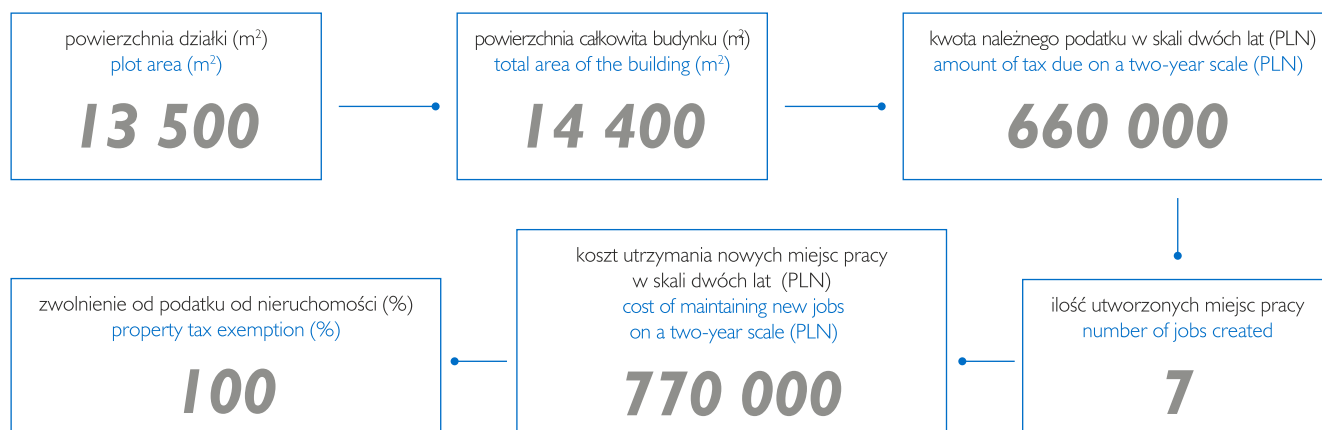 powierzchnia działki (m²)
plot area (m²)
13 500
powierzchnia całkowita budynku (m²)
total area of the building (m²)
14 400
kwota należnego podatku w skali dwóch lat (PLN)
amount of tax due on a two-year scale (PLN)
660 000
ilość utworzonych miejsc pracy
number of jobs created
7
koszt utrzymania nowych miejsc pracy
w skali dwóch lat (PLN)
cost of maintaining new jobs
on a two-year scale (PLN)
770 000
zwolnienie od podatku od nieruchomości (%)
property tax exemption (%)
100